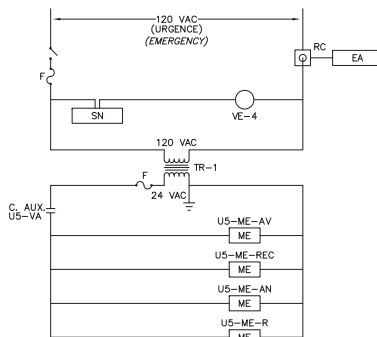 120 VAC
(URGENCE)
(EMERGENCY)
RC
EA
F
SN
VE-4
120 VAC
TR-1
F
24 VAC
C. AUX.
U5-VA
U5-ME-AV
ME
U5-ME-REC
ME
U5-ME-AN
ME
U5-ME-R
ME